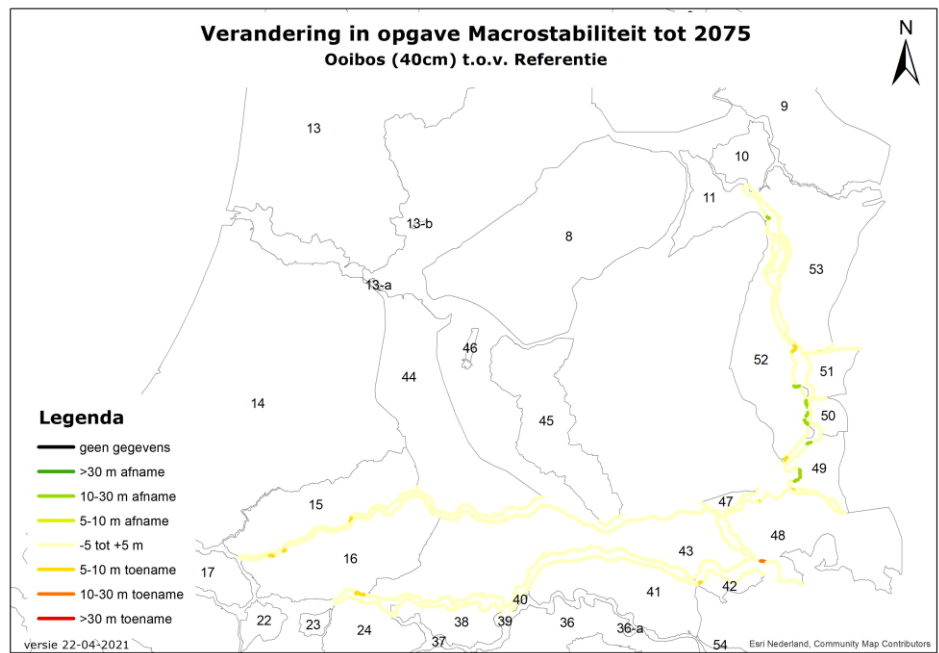 Verandering in opgave Macrostabiliteit tot 2075
Ooibos (40cm) t.o.v. Referentie
N
9
13
10
11
13-b
8
53
13-a
46
52
44
51
14
45
50
49
Legenda
geen gegevens
>30 m afname
10-30 m afname
5-10 m afname
-5 tot +5 m
5-10 m toename
10-30 m toename
>30 m toename
15
47
48
16
43
17
42
41
40
22
23
24
38
39
36
36-a
37
54
versie 22-04-2021
Esri Nederland, Community Map Contributors